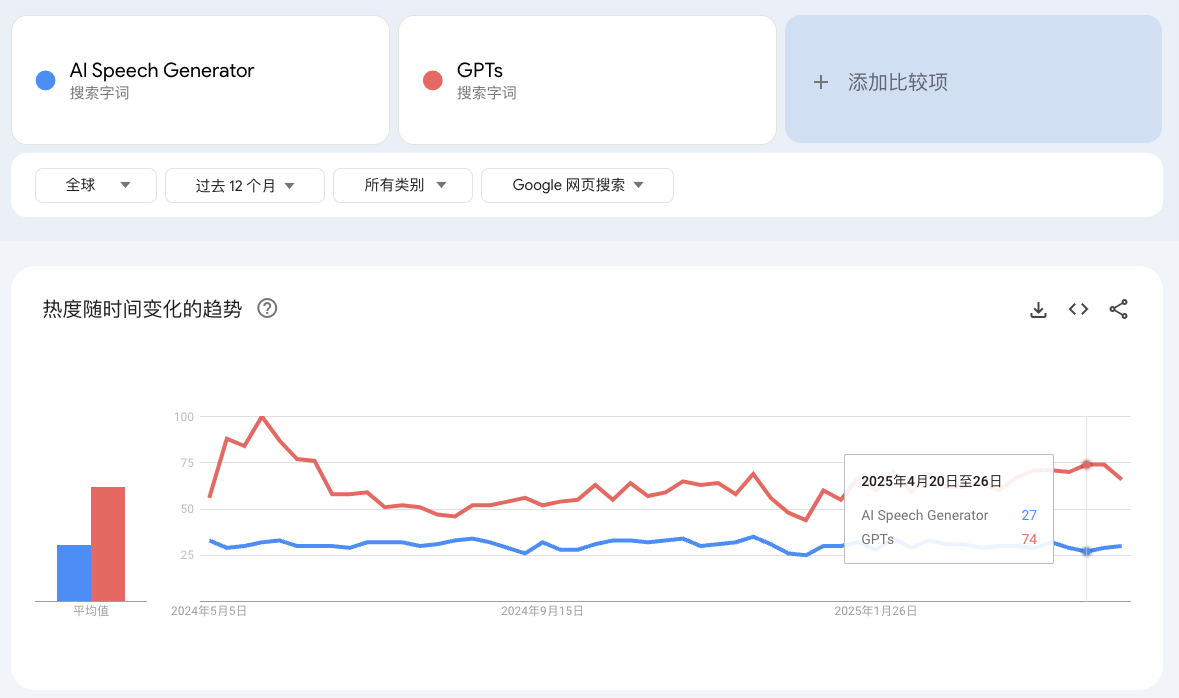 AI Speech Generator
搜索字词
GPTs
搜索字词
+ 添加比较项
全球
过去 12 个月
所有类别
Google 网页搜索
热度随时间变化的趋势
100
75
50
25
平均值
2024年5月5日
2024年9月15日
2025年1月26日
2025年4月20日至26日
AI Speech Generator 27
GPTs 74